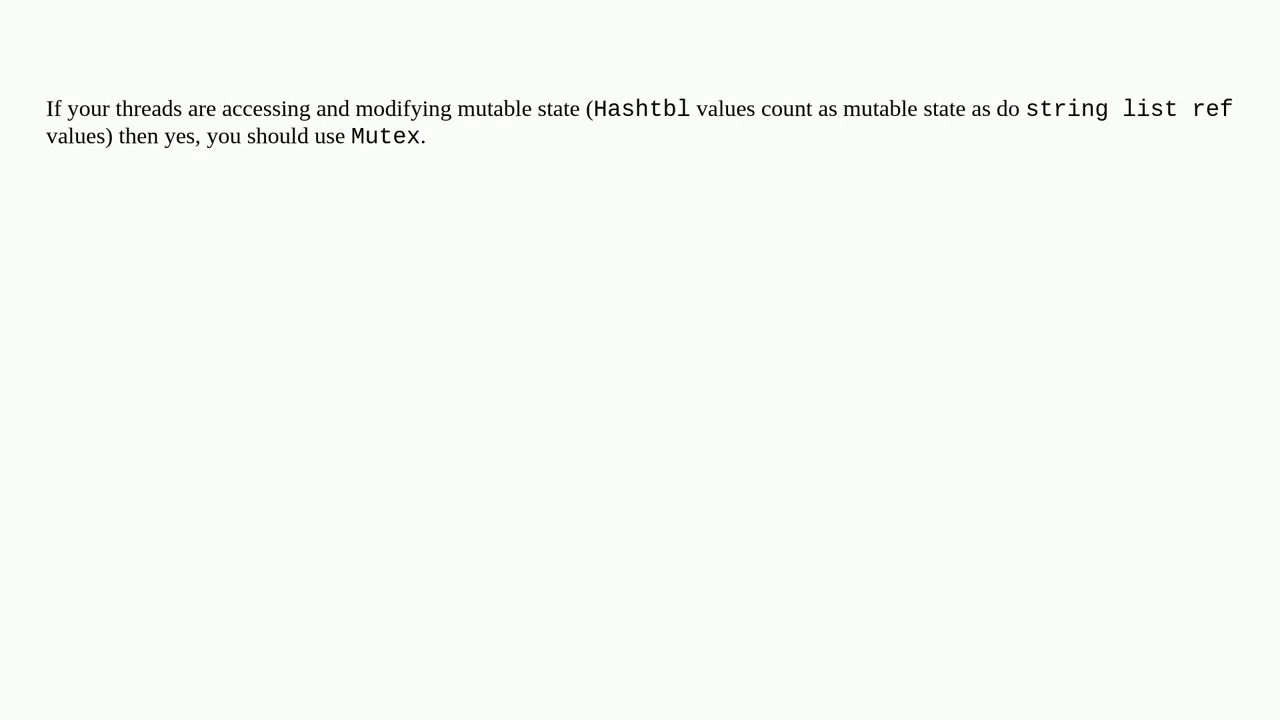 If your threads are accessing and modifying mutable state (Hashtbl values count as mutable state as do string list ref
values) then yes, you should use Mutex.